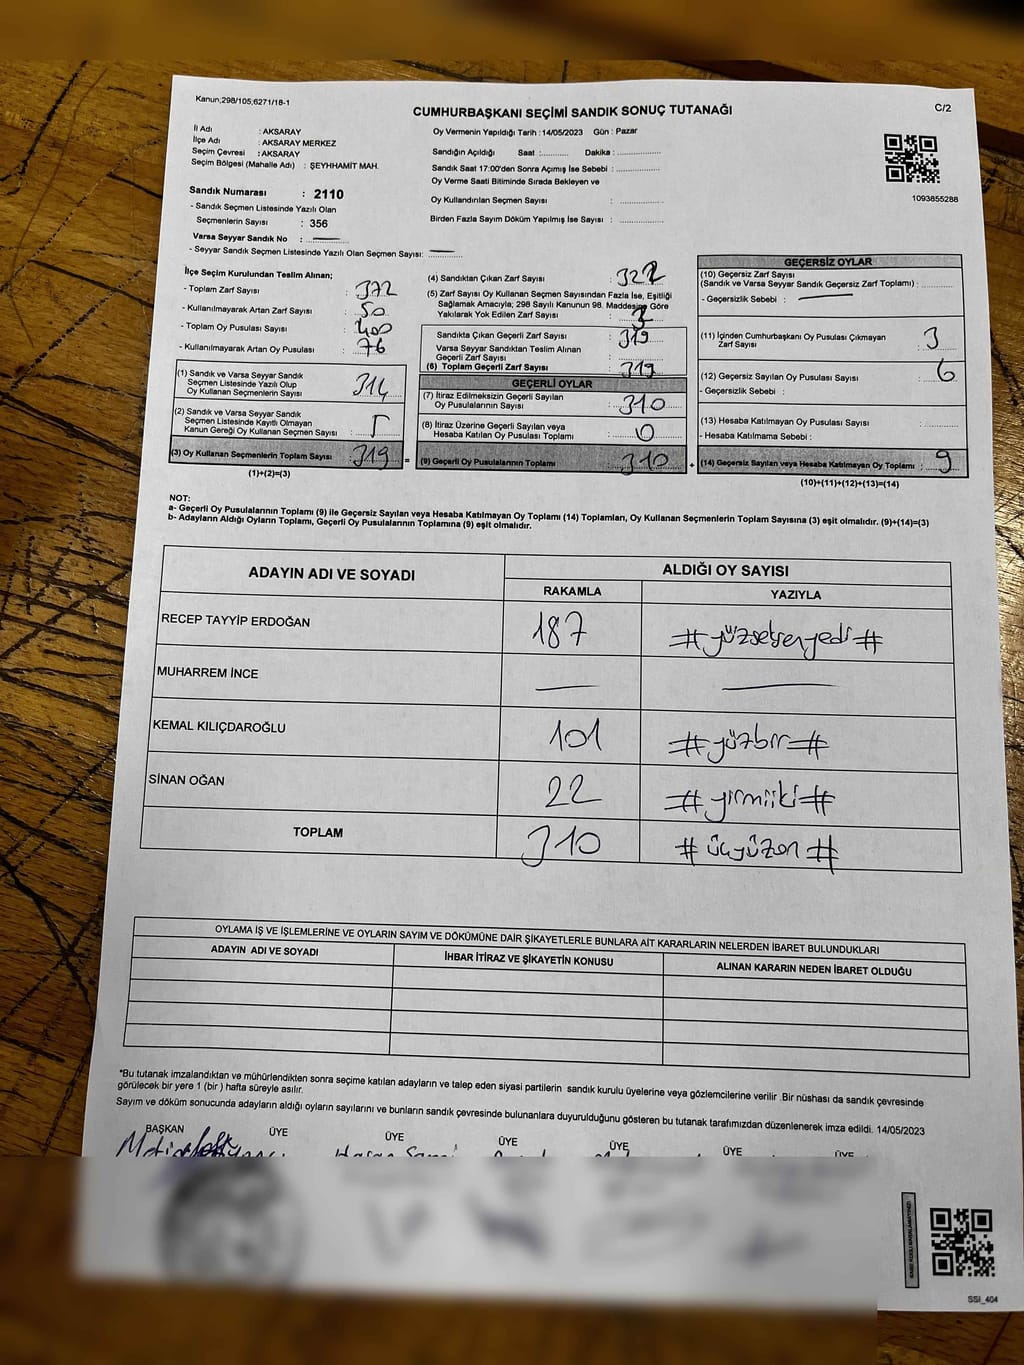 Kanun;298/105;6271/18-1
CUMHURBAŞKANI SEÇİMİ SANDIK SONUÇ TUTANAĞI
C/2
İl Adı : AKSARAY
İlçe Adı : AKSARAY MERKEZ
Seçim Çevresi : AKSARAY
Seçim Bölgesi (Mahalle Adı) : ŞEYHHAMİT MAH.
Sandık Numarası : 2110
- Sandık Seçmen Listesinde Yazılı Olan
Seçmenlerin Sayısı : 356
Varsa Seyyar Sandık No :
- Seyyar Sandık Seçmen Listesinde Yazılı Olan Seçmen Sayısı:
Oy Vermenin Yapıldığı Tarih : 14/05/2023 Gün : Pazar
Sandığın Açıldığı Saat :........... Dakika : ................
Sandık Saat 17:00'den Sonra Açımış İse Sebebi : ................
Oy Verme Saati Bitiminde Sırada Bekleyen ve
Oy Kullandırılan Seçmen Sayısı : ................
Birden Fazla Sayım Döküm Yapılmış İse Sayısı : ................
1093855288
İlçe Seçim Kurulundan Teslim Alınan;
- Toplam Zarf Sayısı : 372
- Kullanılmayarak Artan Zarf Sayısı : 50
- Toplam Oy Pusulası Sayısı : 400
- Kullanılmayarak Artan Oy Pusulası : 76
(1) Sandık ve Varsa Seyyar Sandık
Seçmen Listesinde Yazılı Olup
Oy Kullanan Seçmenlerin Sayısı : 314
(2) Sandık ve Varsa Seyyar Sandık
Seçmen Listesinde Kayıtlı Olmayan
Kanun Gereği Oy Kullanan Seçmen Sayısı : 5
(3) Oy Kullanan Seçmenlerin Toplam Sayısı : 319 =
(1)+(2)=(3)
(4) Sandıktan Çıkan Zarf Sayısı : 322
(5) Zarf Sayısı Oy Kullanan Seçmen Sayısından Fazla İse, Eşitliği
Sağlamak Amacıyla; 298 Sayılı Kanunun 98. Maddesine Göre
Yakılarak Yok Edilen Zarf Sayısı : 3
Sandıkta Çıkan Geçerli Zarf Sayısı : 319
Varsa Seyyar Sandıktan Teslim Alınan
Geçerli Zarf Sayısı :
(6) Toplam Geçerli Zarf Sayısı : 319
GEÇERLİ OYLAR
(7) İtiraz Edilmeksizin Geçerli Sayılan
Oy Pusulalarının Sayısı : 310
(8) İtiraz Üzerine Geçerli Sayılan veya
Hesaba Katılan Oy Pusulası Toplamı : 0
(9) Geçerli Oy Pusulalarının Toplamı : 310 +
GEÇERSİZ OYLAR
(10) Geçersiz Zarf Sayısı
(Sandık ve Varsa Seyyar Sandık Geçersiz Zarf Toplamı) :
- Geçersizlik Sebebi :
(11) İçinden Cumhurbaşkanı Oy Pusulası Çıkmayan
Zarf Sayısı : 3
(12) Geçersiz Sayılan Oy Pusulası Sayısı : 6
- Geçersizlik Sebebi :
(13) Hesaba Katılmayan Oy Pusulası Sayısı :
- Hesaba Katılmama Sebebi :
(14) Geçersiz Sayılan veya Hesaba Katılmayan Oy Toplamı : 9
(10)+(11)+(12)+(13)=(14)
NOT:
a- Geçerli Oy Pusulalarının Toplamı (9) ile Geçersiz Sayılan veya Hesaba Katılmayan Oy Toplamı (14) Toplamları, Oy Kullanan Seçmenlerin Toplam Sayısına (3) eşit olmalıdır. (9)+(14)=(3)
b- Adayların Aldığı Oyların Toplamı, Geçerli Oy Pusulalarının Toplamına (9) eşit olmalıdır.
ADAYIN ADI VE SOYADI
ALDIĞI OY SAYISI
RAKAMLA YAZIYLA
RECEP TAYYİP ERDOĞAN 187 #yüzseksenyedi#
MUHARREM İNCE
KEMAL KILIÇDAROĞLU 101 #yüzbir#
SİNAN OĞAN 22 #yirmiiki#
TOPLAM 310 #üçyüzon#
OYLAMA İŞ VE İŞLEMLERİNE VE OYLARIN SAYIM VE DÖKÜMÜNE DAİR ŞİKAYETLERLE BUNLARA AİT KARARLARIN NELERDEN İBARET BULUNDUKLARI
ADAYIN ADI VE SOYADI İHBAR İTİRAZ VE ŞİKAYETİN KONUSU ALINAN KARARIN NEDEN İBARET OLDUĞU
*Bu tutanak imzalandıktan ve mühürlendikten sonra seçime katılan adayların ve talep eden siyasi partilerin sandık kurulu üyelerine veya gözlemcilerine verilir .Bir nüshası da sandık çevresinde
görülecek bir yere 1 (bir ) hafta süreyle asılır.
Sayım ve döküm sonucunda adayların aldığı oyların sayılarını ve bunların sandık çevresinde bulunanlara duyurulduğunu gösteren bu tutanak tarafımızdan düzenlenerek imza edildi. 14/05/2023
BAŞKAN ÜYE ÜYE ÜYE ÜYE ÜYE ÜYE
SSI_404